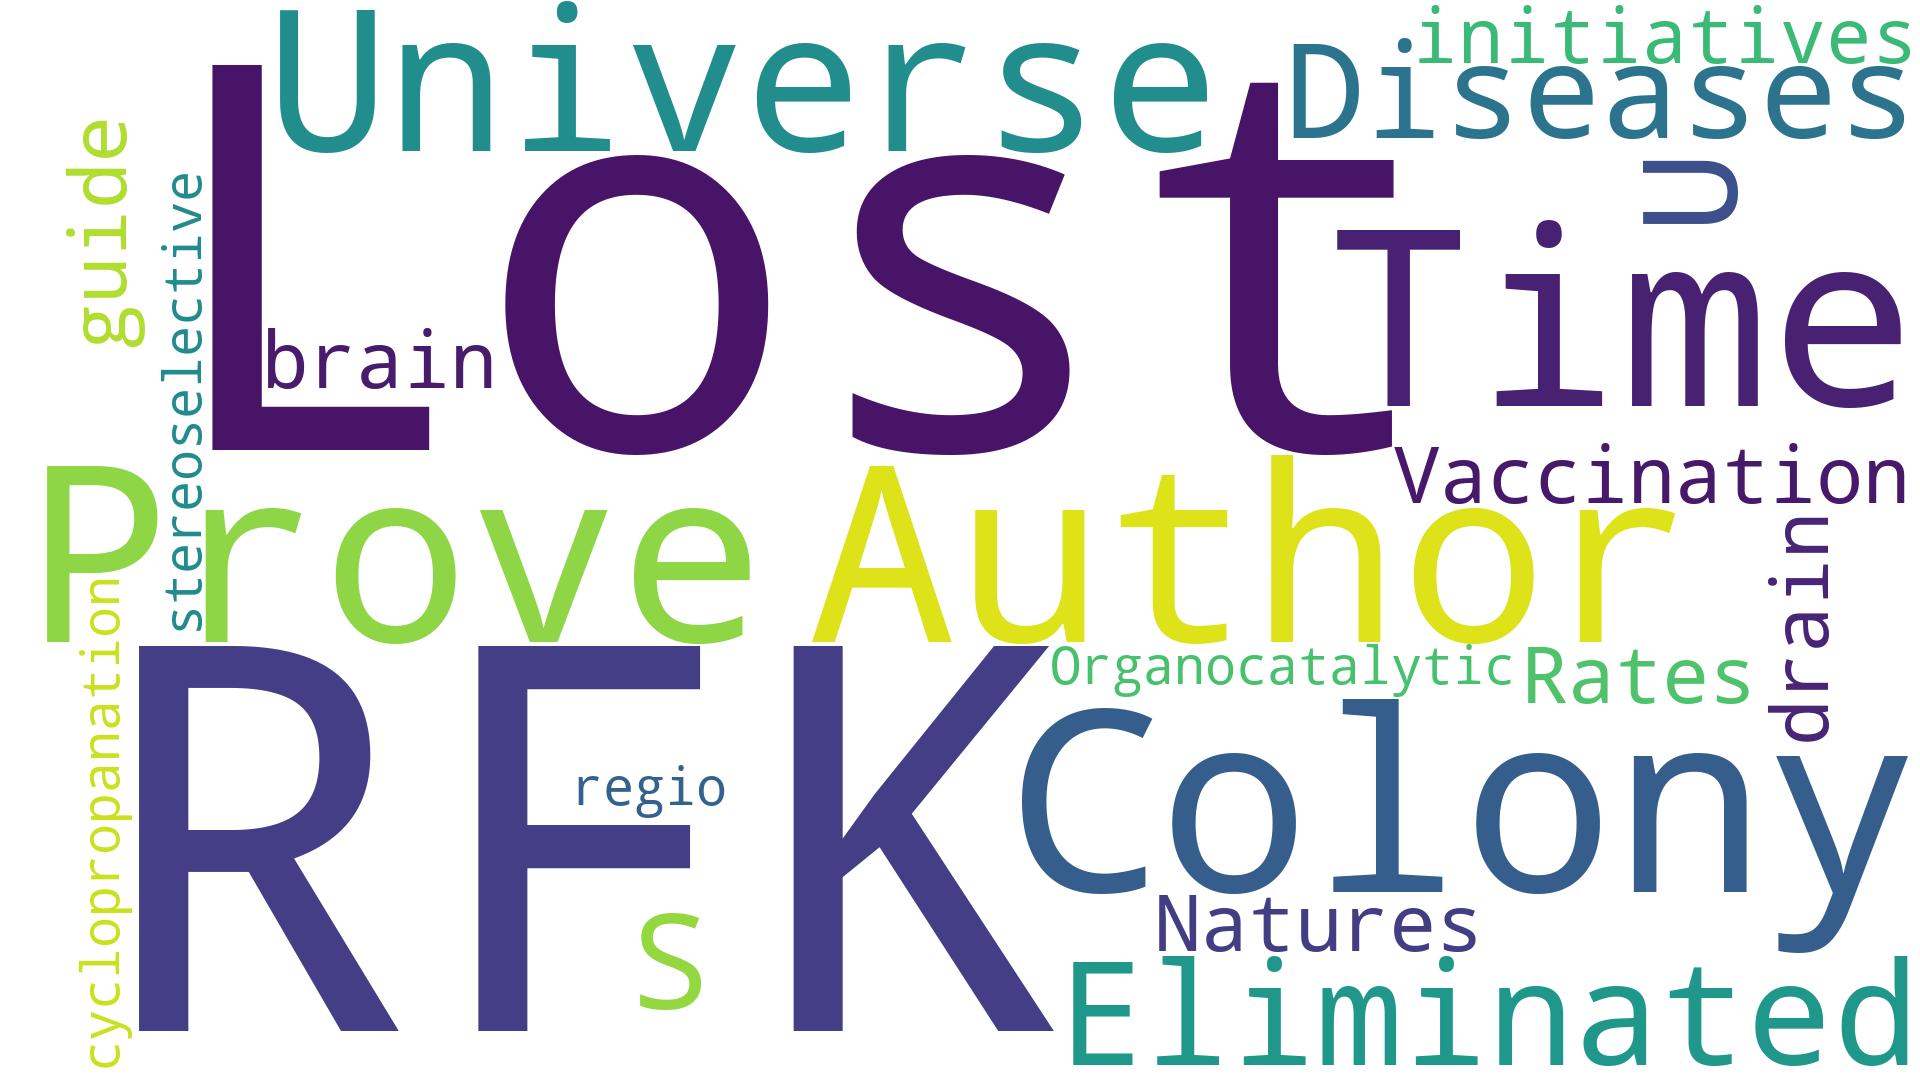 initiatives
Universe
Diseases
guide
stereoselective
Lost
U
Time
brain
Vaccination
Prove
Author
drain
cyclopropanation
RFK
Organocatalytic
Rates
Colony
regio
Natures
S
Eliminated